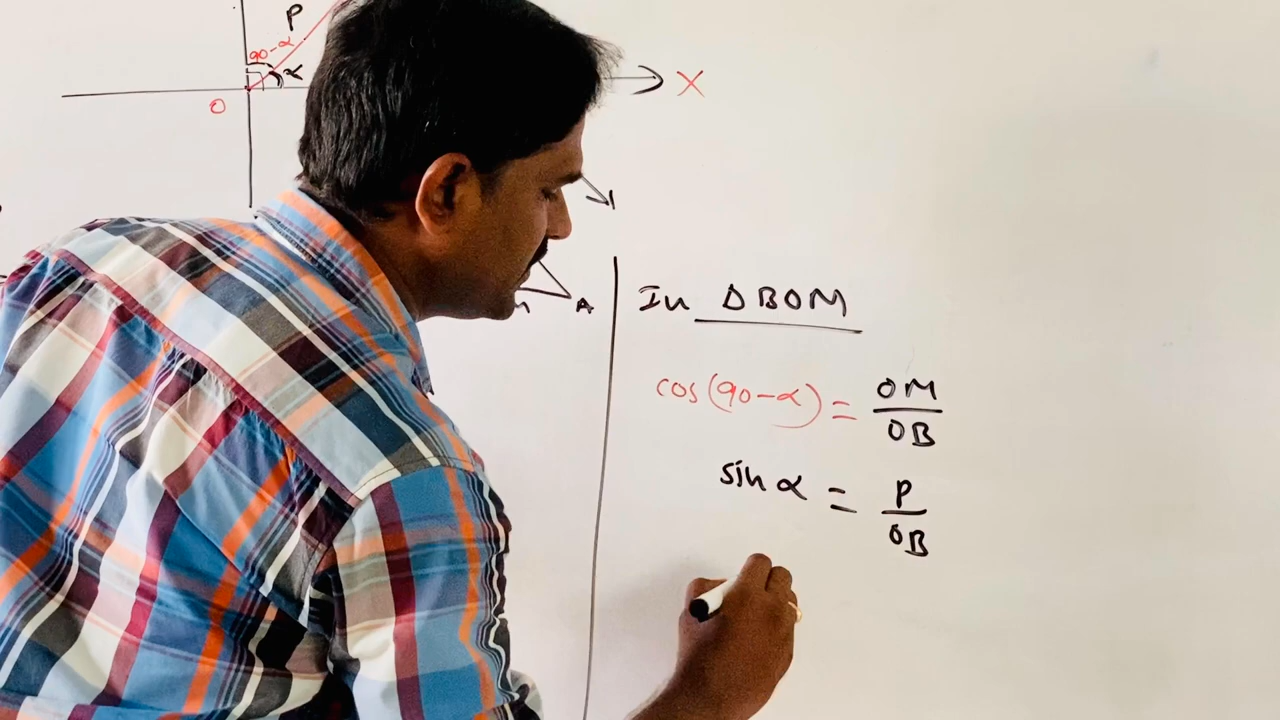 P
90-α
α
X
O
A
In ΔBOM
cos(90-α) = OM/OB
sin α = P/OB